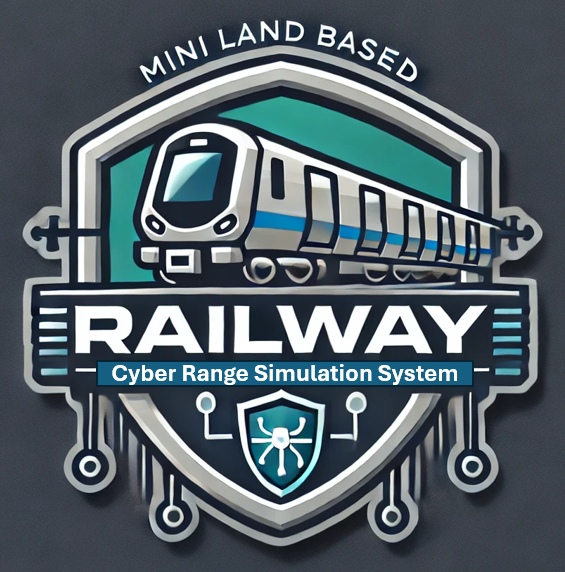 MINI LAND BASED
RAILWAY
Cyber Range Simulation System